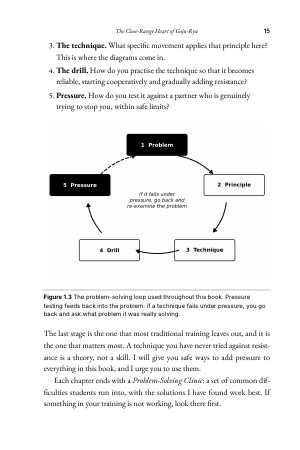 The Close-Range Heart of Goju-Ryu 15
3. The technique. What specific movement applies that principle here?
This is where the diagrams come in.
4. The drill. How do you practise the technique so that it becomes
reliable, starting cooperatively and gradually adding resistance?
5. Pressure. How do you test it against a partner who is genuinely
trying to stop you, within safe limits?
1 Problem
5 Pressure
2 Principle
If it fails under
pressure, go back and
re-examine the problem
4 Drill
3 Technique
Figure 1.3 The problem-solving loop used throughout this book. Pressure
testing feeds back into the problem: if a technique fails under pressure, you go
back and ask what problem it was really solving.
The last stage is the one that most traditional training leaves out, and it is
the one that matters most. A technique you have never tried against resist-
ance is a theory, not a skill. I will give you safe ways to add pressure to
everything in this book, and I urge you to use them.
Each chapter ends with a Problem-Solving Clinic: a set of common dif-
ficulties students run into, with the solutions I have found work best. If
something in your training is not working, look there first.